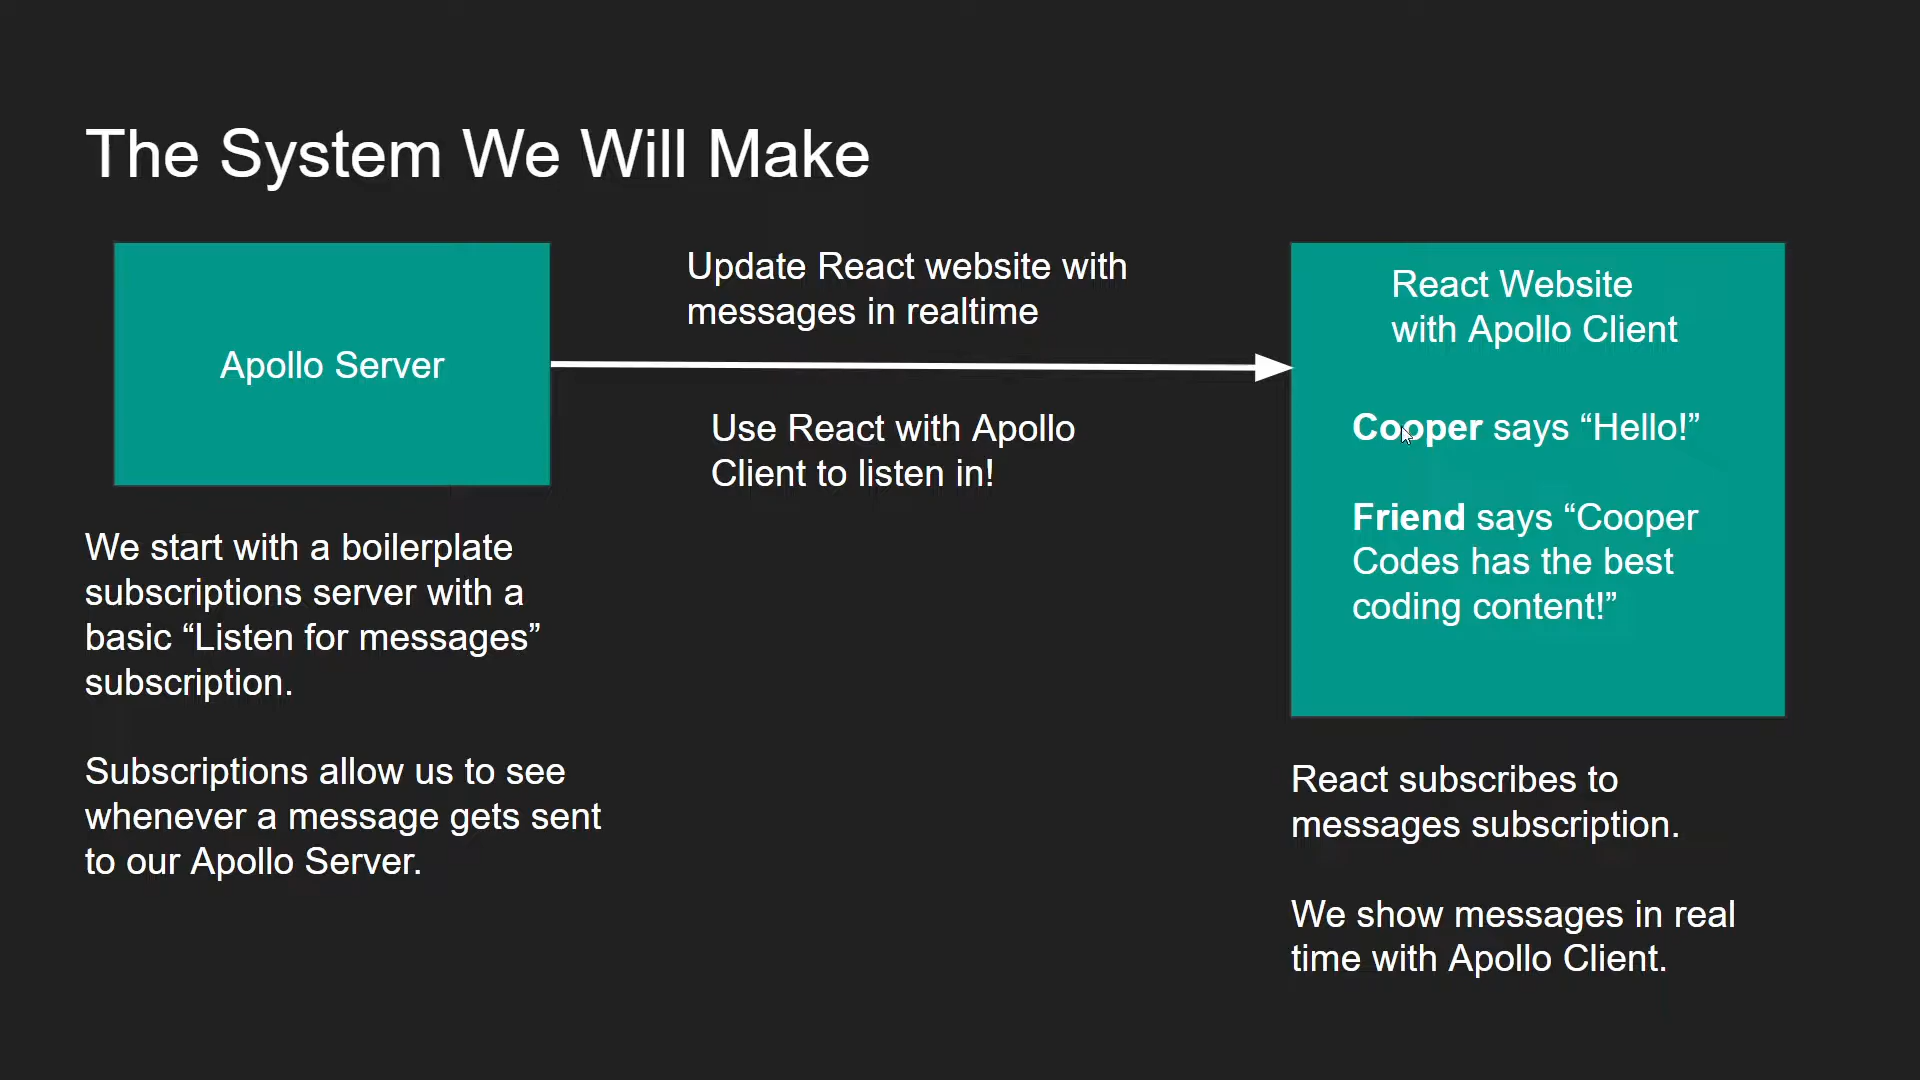 The System We Will Make
Apollo Server
Update React website with
messages in realtime
Use React with Apollo
Client to listen in!
React Website
with Apollo Client
Cooper says “Hello!”
Friend says “Cooper
Codes has the best
coding content!”
We start with a boilerplate
subscriptions server with a
basic “Listen for messages”
subscription.
Subscriptions allow us to see
whenever a message gets sent
to our Apollo Server.
React subscribes to
messages subscription.
We show messages in real
time with Apollo Client.